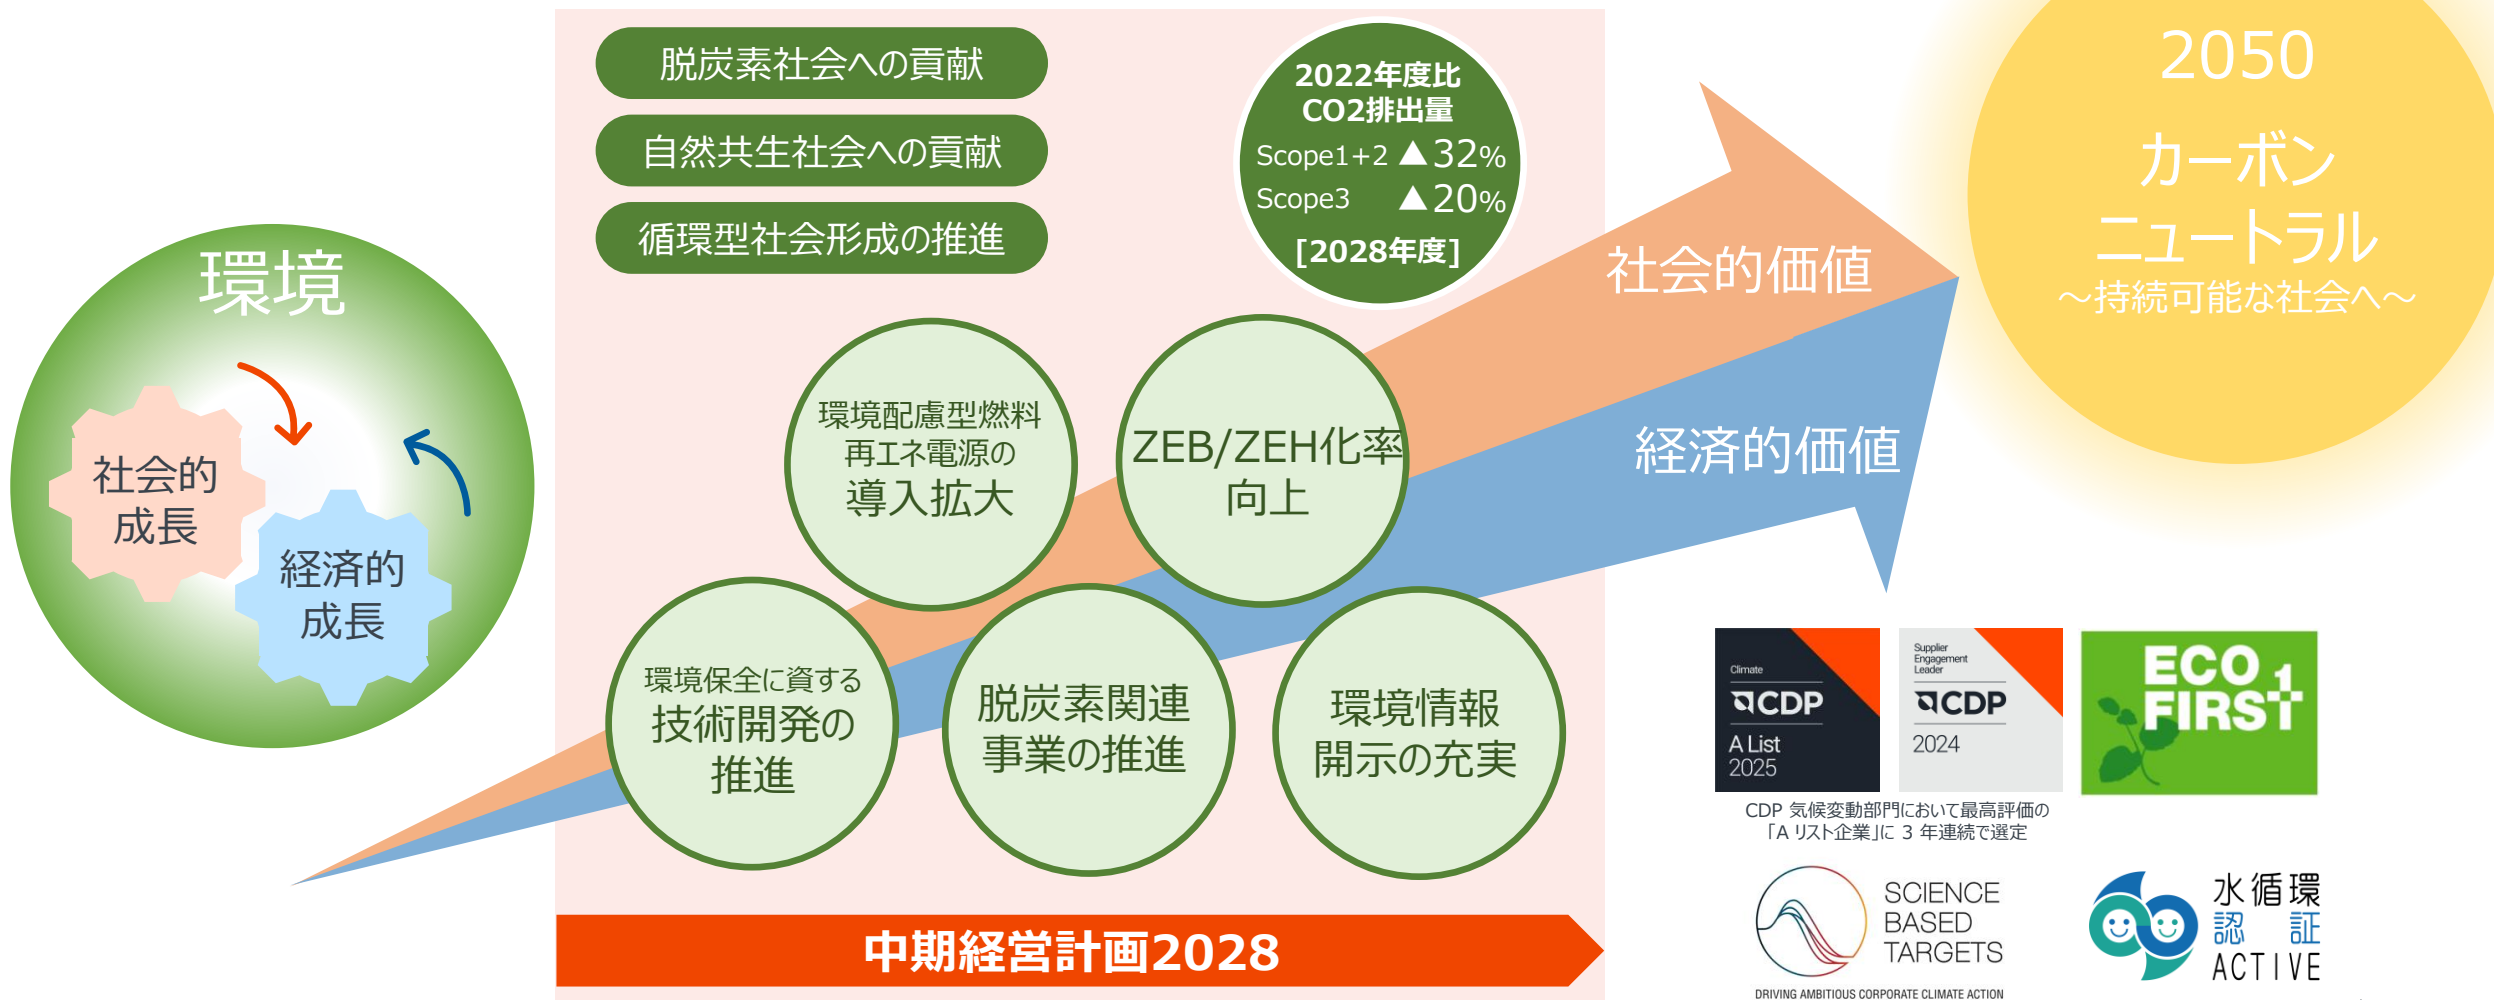 環境
社会的
成長
経済的
成長
脱炭素社会への貢献
自然共生社会への貢献
循環型社会形成の推進
2022年度比
CO2排出量
Scope1+2 ▲32%
Scope3 ▲20%
[2028年度]
環境配慮型燃料
再エネ電源の
導入拡大
ZEB/ZEH化率
向上
環境保全に資する
技術開発の
推進
脱炭素関連
事業の推進
環境情報
開示の充実
中期経営計画2028
社会的価値
経済的価値
2050
カーボン
ニュートラル
～持続可能な社会へ～
Climate
CDP
A List
2025
Supplier
Engagement
Leader
CDP
2024
ECO
FIRST
CDP 気候変動部門において最高評価の
「A リスト企業」に 3 年連続で選定
SCIENCE
BASED
TARGETS
DRIVING AMBITIOUS CORPORATE CLIMATE ACTION
水循環
認証
ACTIVE